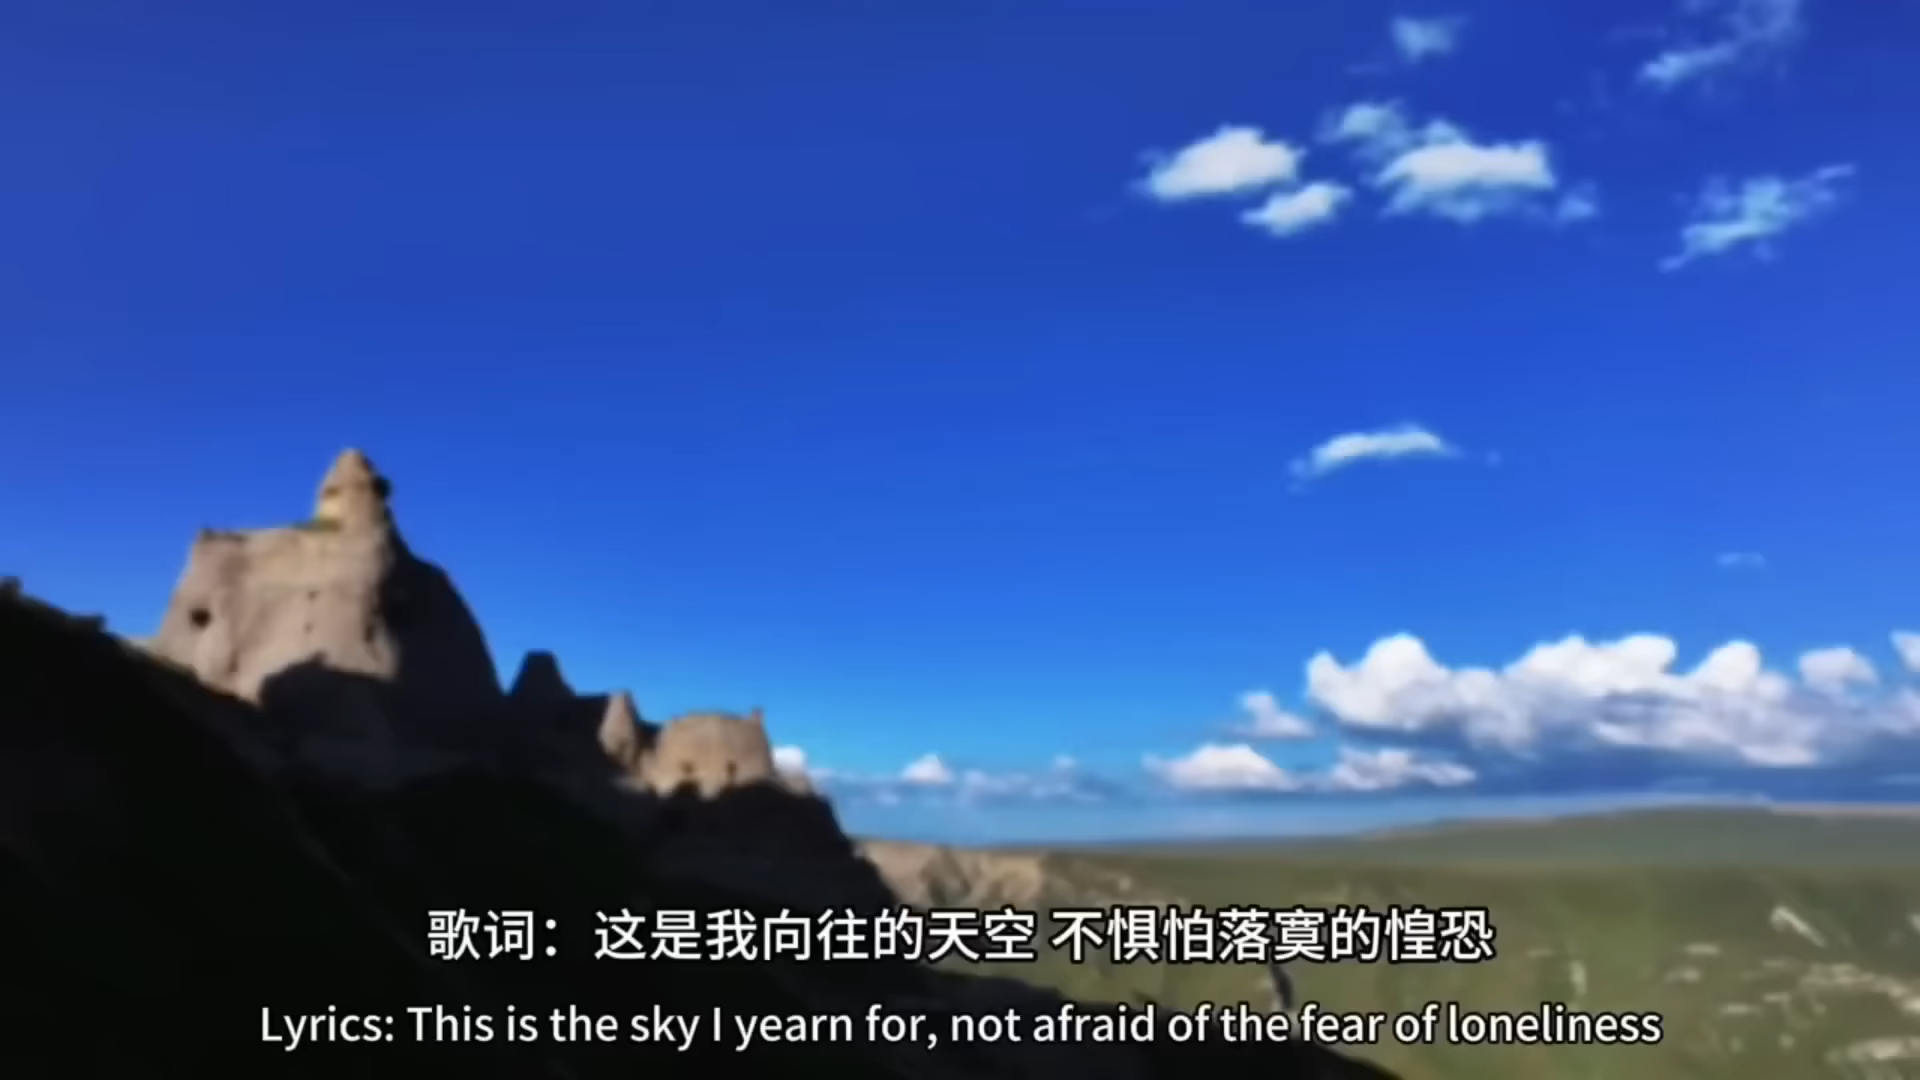 歌词：这是我向往的天空 不惧怕落寞的惶恐
Lyrics: This is the sky I yearn for, not afraid of the fear of loneliness